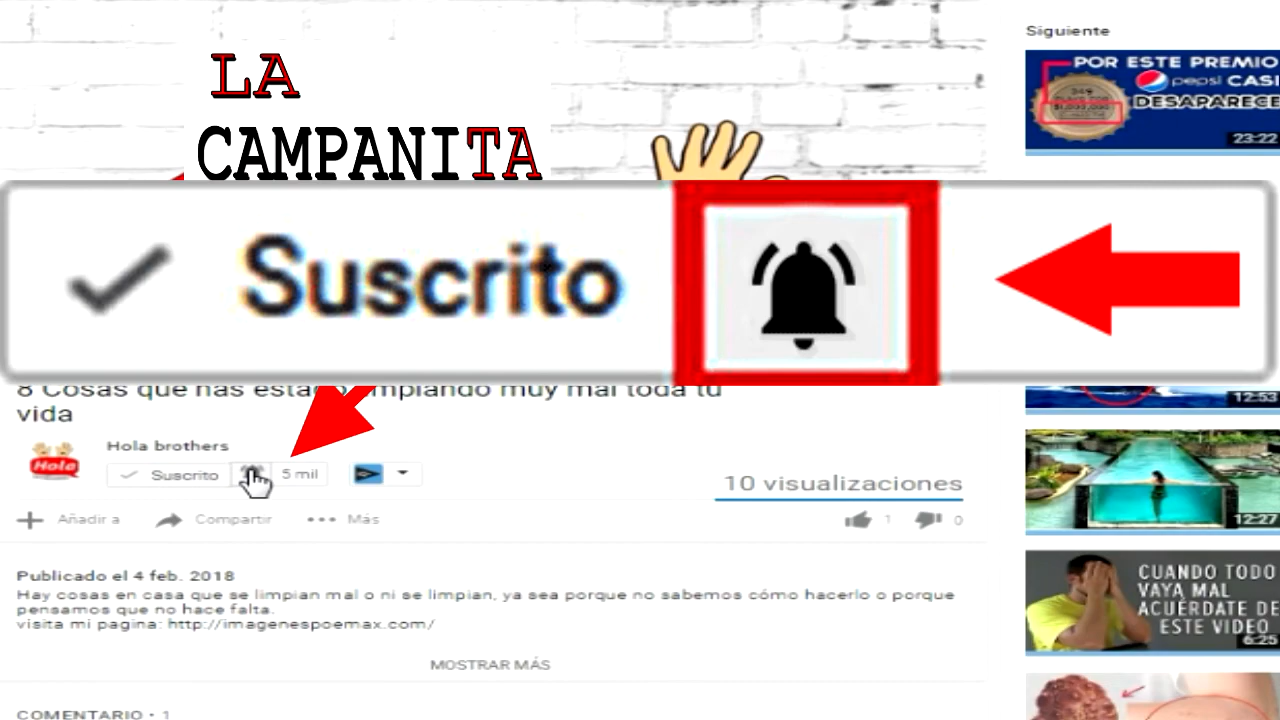 LA
CAMPANITA
Suscrito
8 Cosas que has estado limpiando muy mal toda tu
vida
Hola brothers
Hola
Suscrito
5 mil
10 visualizaciones
Añadir a
Compartir
Más
1
0
Publicado el 4 feb. 2018
Hay cosas en casa que se limpian mal o ni se limpian, ya sea porque no sabemos cómo hacerlo o porque
pensamos que no hace falta.
visita mi pagina: http://imagenespoemax.com/
MOSTRAR MÁS
COMENTARIO • 1
Siguiente
POR ESTE PREMIO
pepsi CASI
DESAPARECE
349
23:22
12:53
12:27
CUANDO TODO
VAYA MAL
ACUÉRDATE DE
ESTE VIDEO
6:25